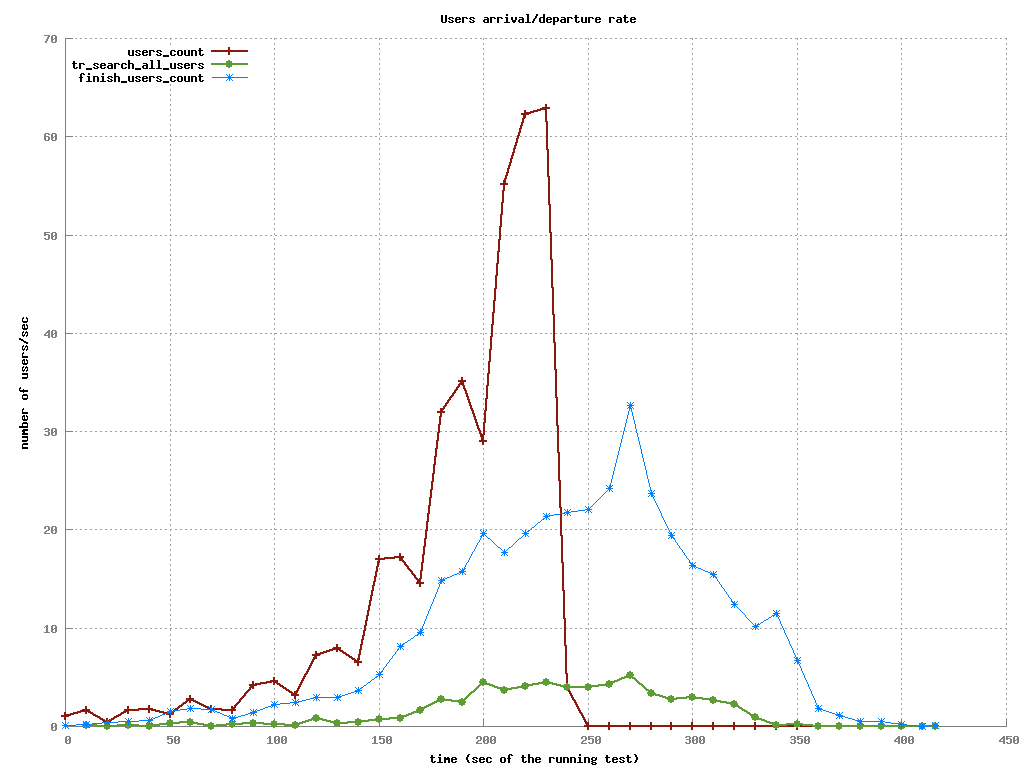 Users arrival/departure rate
users_count
tr_search_all_users
finish_users_count
number of users/sec
70
60
50
40
30
20
10
0
0 50 100 150 200 250 300 350 400 450
time (sec of the running test)